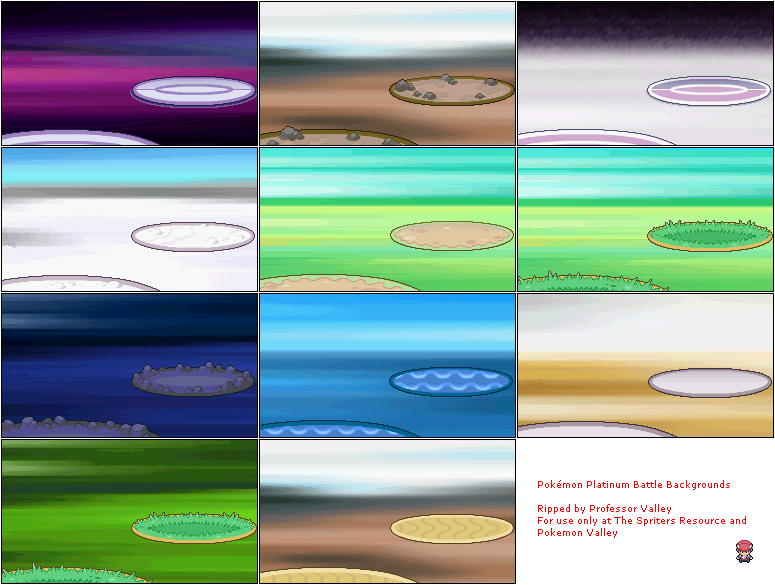 Pokémon Platinum Battle Backgrounds
Ripped by Professor Valley
For use only at The Spriters Resource and
Pokemon Valley